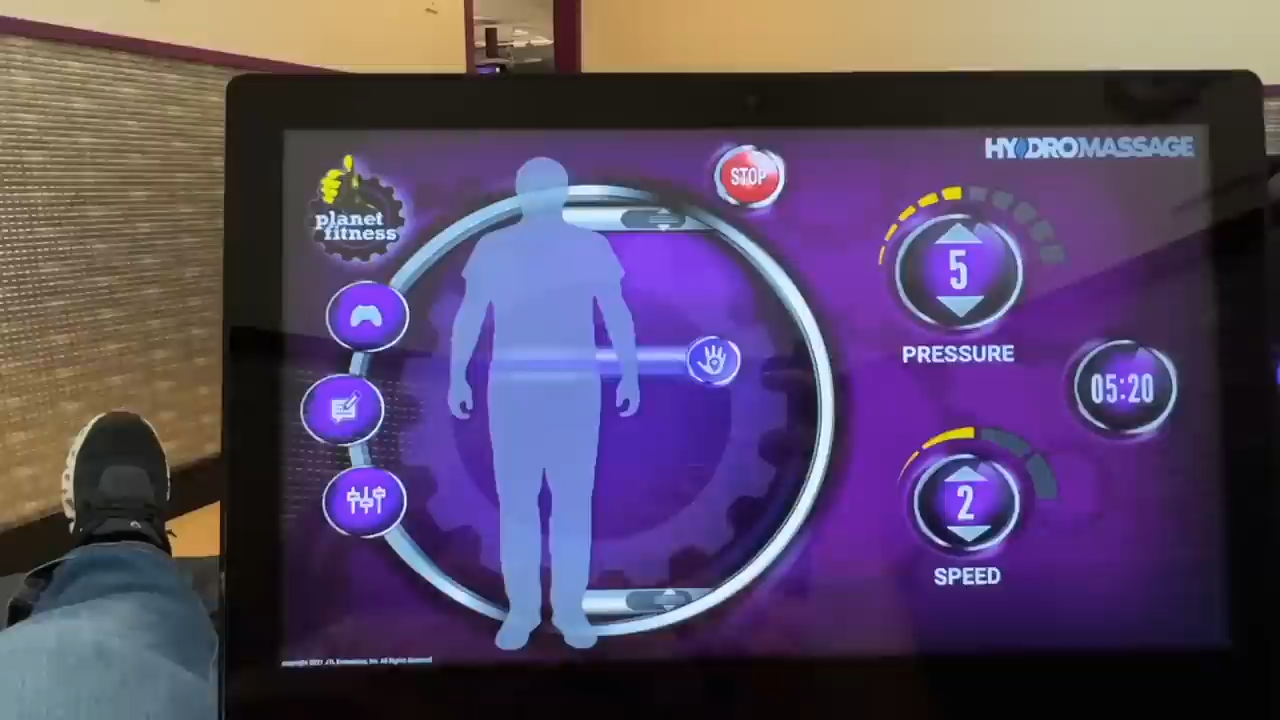 HYDROMASSAGE
STOP
planet
fitness
5
PRESSURE
05:20
2
SPEED